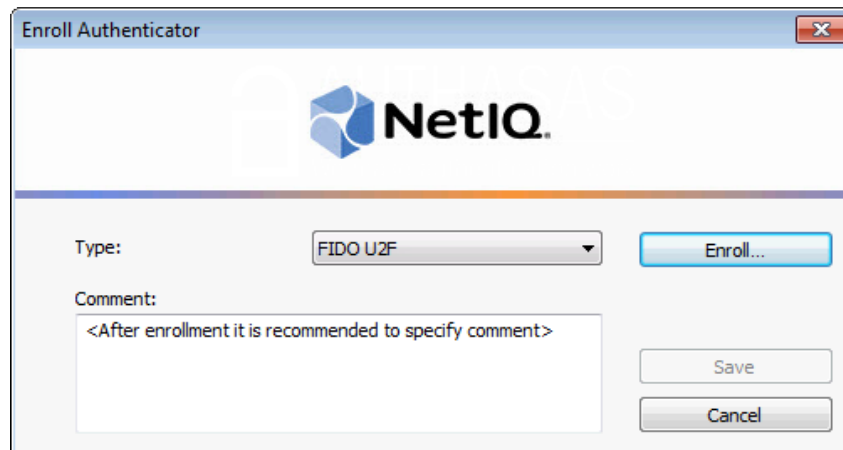 Enroll Authenticator
NetIQ.
Type:
FIDO U2F
Enroll...
Comment:
<After enrollment it is recommended to specify comment>
Save
Cancel